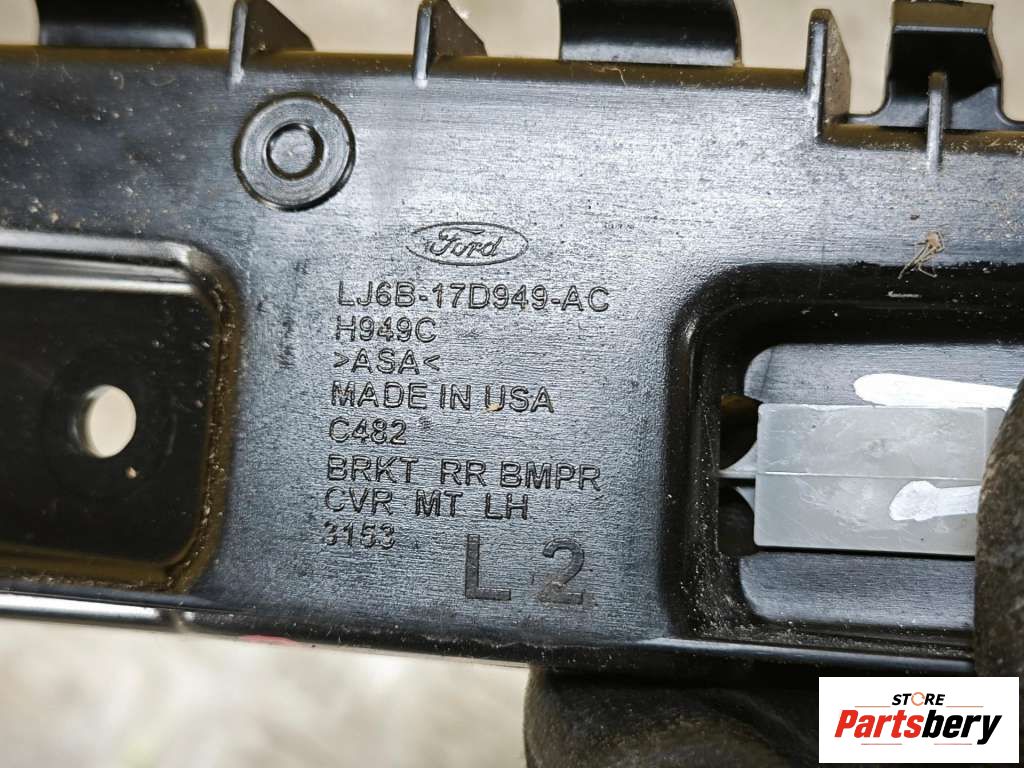 Ford
LJ6B-17D949-AC
H949C
>ASA<
MADE IN USA
C482
BRKT RR BMPR
CVR MT LH
3153
L 2
STORE
Partsbery